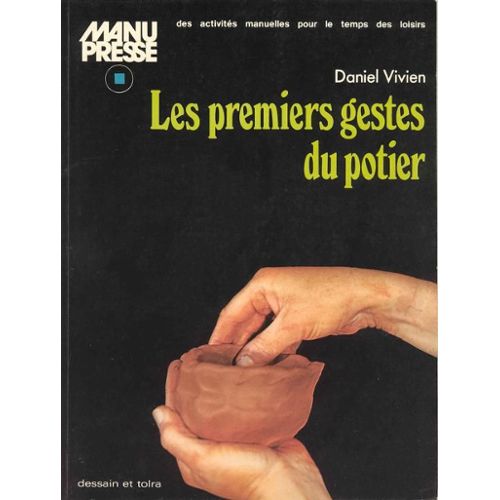 MANU
PRESSE
des activités manuelles pour le temps des loisirs
Daniel Vivien
Les premiers gestes
du potier
dessain et tolra